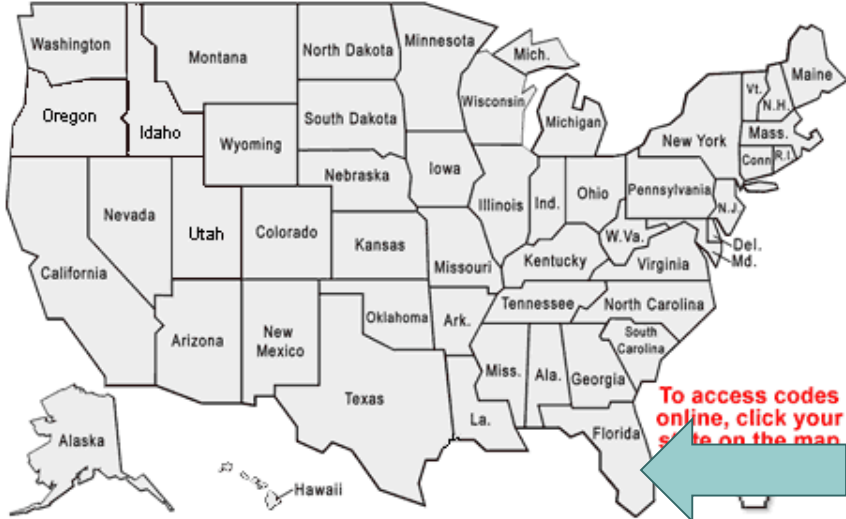 Washington
Montana
North Dakota
Minnesota
Mich.
Maine
Vt.
N.H.
Oregon
Idaho
Wyoming
South Dakota
Wisconsin
Michigan
New York
Mass.
Conn
R.I.
Nevada
Utah
Colorado
Nebraska
Iowa
Illinois
Ind.
Ohio
Pennsylvania
N.J.
California
Kansas
Missouri
Kentucky
W.Va.
Virginia
Del.
Md.
Arizona
New
Mexico
Oklahoma
Ark.
Tennessee
North Carolina
South
Carolina
Texas
La.
Miss.
Ala.
Georgia
Florida
Alaska
Hawaii
To access codes
online, click your
state on the map